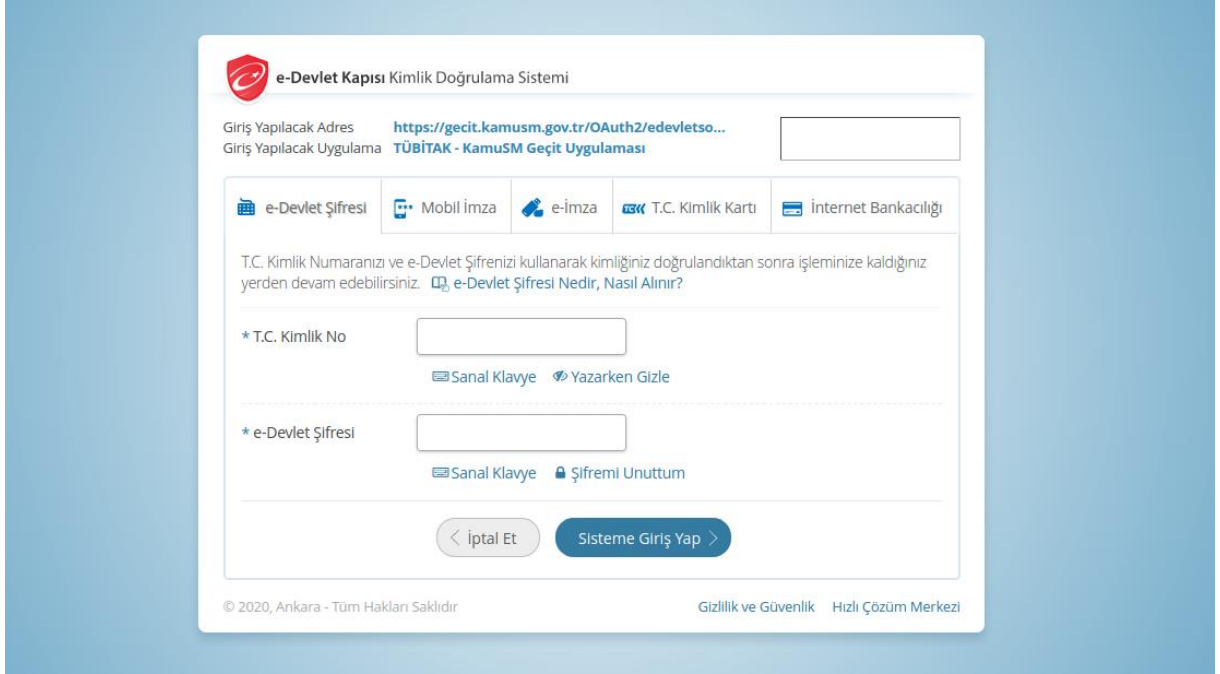 e-Devlet Kapısı Kimlik Doğrulama Sistemi
Giriş Yapılacak Adres https://gecit.kamusm.gov.tr/OAuth2/edevletso...
Giriş Yapılacak Uygulama TÜBİTAK - KamuSM Geçit Uygulaması
e-Devlet Şifresi Mobil İmza e-İmza T.C. Kimlik Kartı İnternet Bankacılığı
T.C. Kimlik Numaranızı ve e-Devlet Şifrenizi kullanarak kimliğiniz doğrulandıktan sonra işleminize kaldığınız
yerden devam edebilirsiniz. e-Devlet Şifresi Nedir, Nasıl Alınır?
* T.C. Kimlik No
Sanal Klavye Yazarken Gizle
* e-Devlet Şifresi
Sanal Klavye Şifremi Unuttum
İptal Et Sisteme Giriş Yap
© 2020, Ankara - Tüm Hakları Saklıdır Gizlilik ve Güvenlik Hızlı Çözüm Merkezi